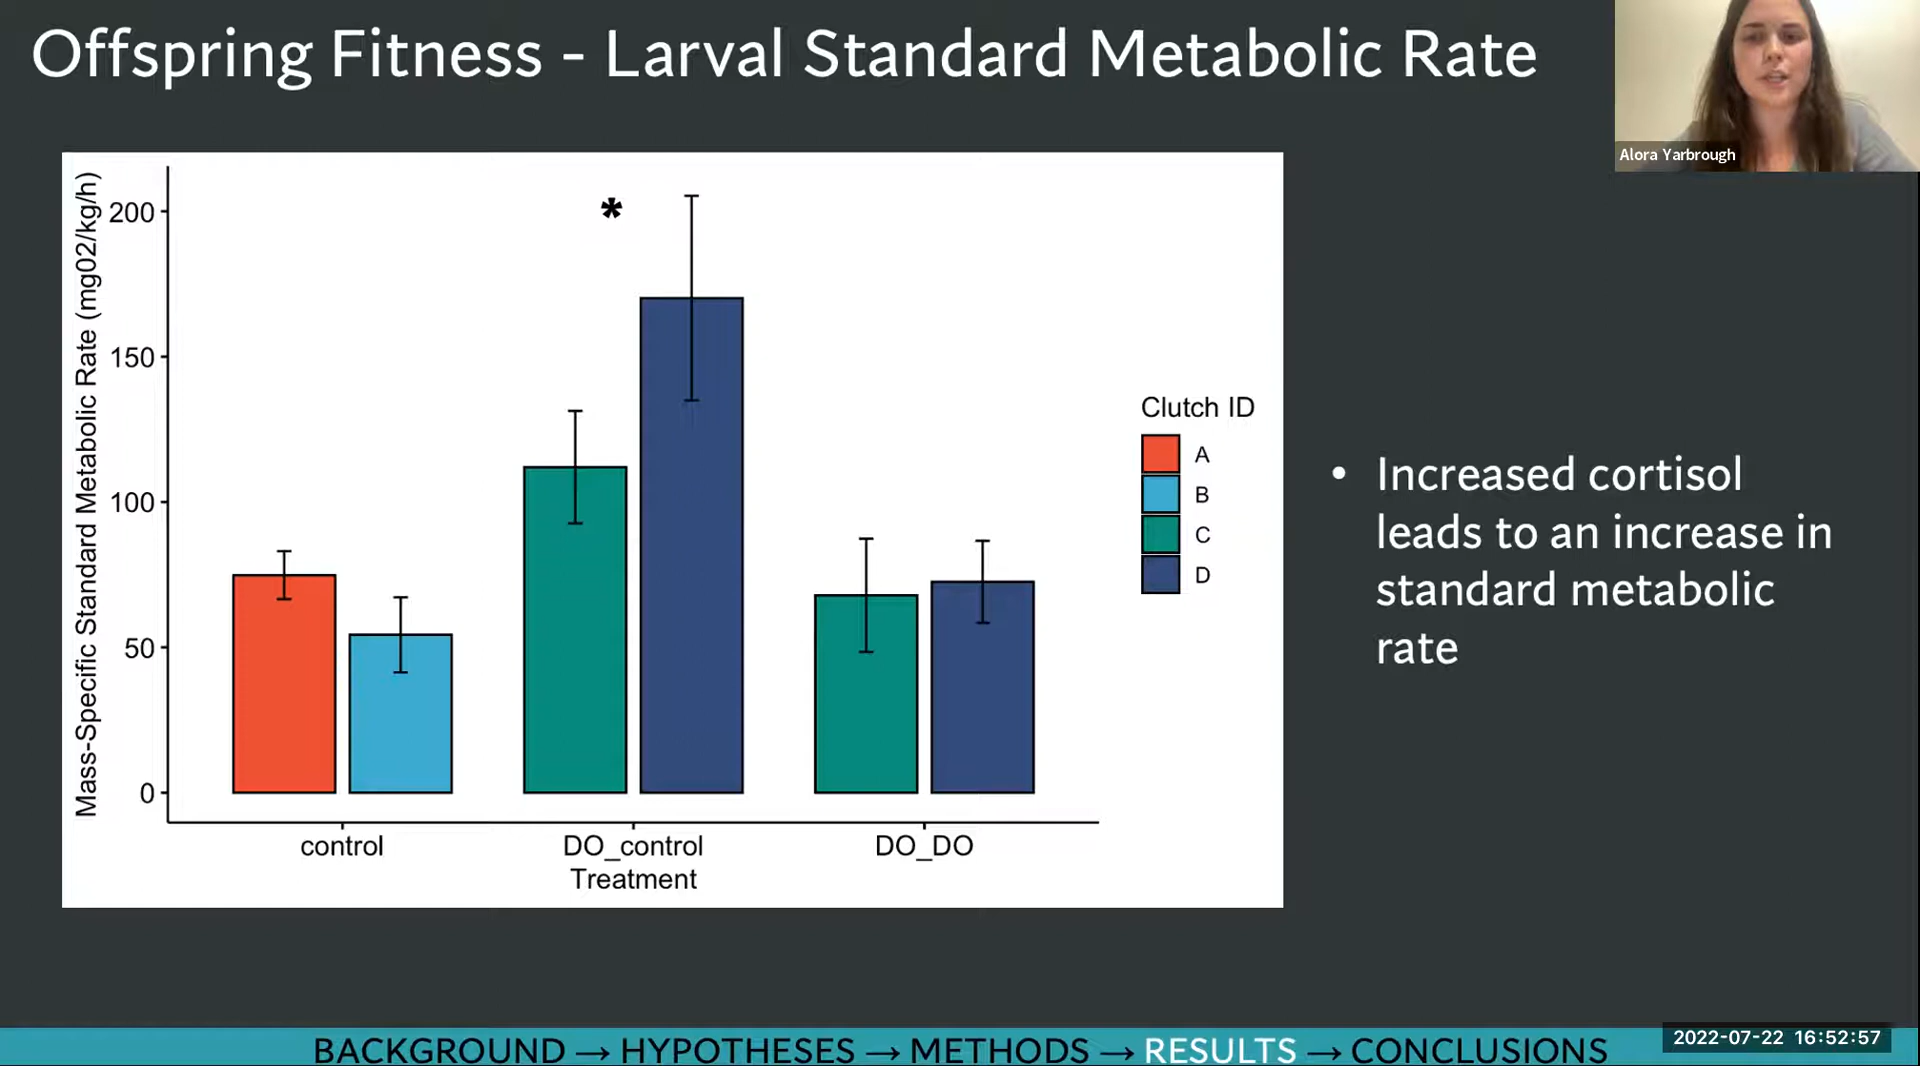 Offspring Fitness - Larval Standard Metabolic Rate
Alora Yarbrough
Mass-Specific Standard Metabolic Rate (mg02/kg/h)
200
150
100
50
0
*
control
DO_control
DO_DO
Treatment
Clutch ID
A
B
C
D
• Increased cortisol
leads to an increase in
standard metabolic
rate
BACKGROUND → HYPOTHESES → METHODS → RESULTS → CONCLUSIONS
2022-07-22 16:52:57